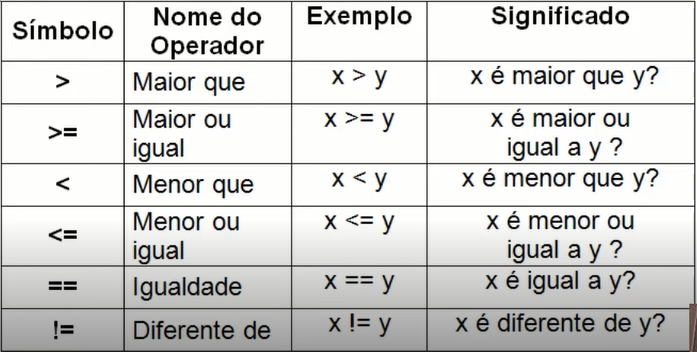 Símbolo Nome do Operador Exemplo Significado
> Maior que x > y x é maior que y?
>= Maior ou igual x >= y x é maior ou igual a y ?
< Menor que x < y x é menor que y?
<= Menor ou igual x <= y x é menor ou igual a y ?
== Igualdade x == y x é igual a y?
!= Diferente de x != y x é diferente de y?